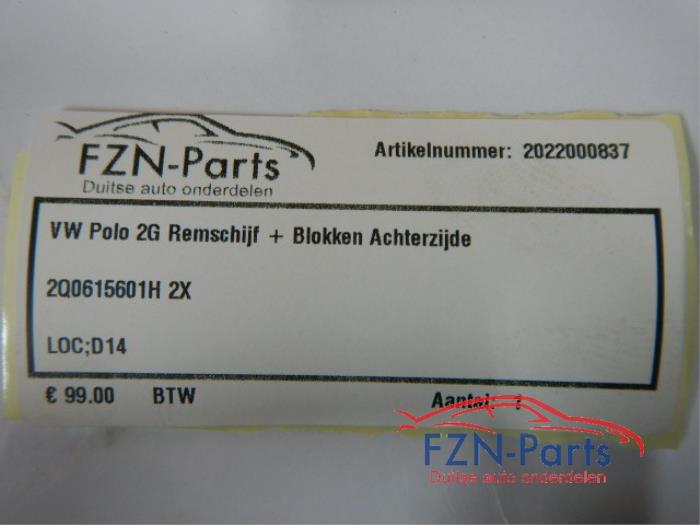 FZN-Parts
Duitse auto onderdelen
Artikelnummer: 2022000837
VW Polo 2G Remschijf + Blokken Achterzijde
2Q0615601H 2X
LOC;D14
€ 99.00 BTW
Aantal:
FZN-Parts
Duitse auto onderdelen